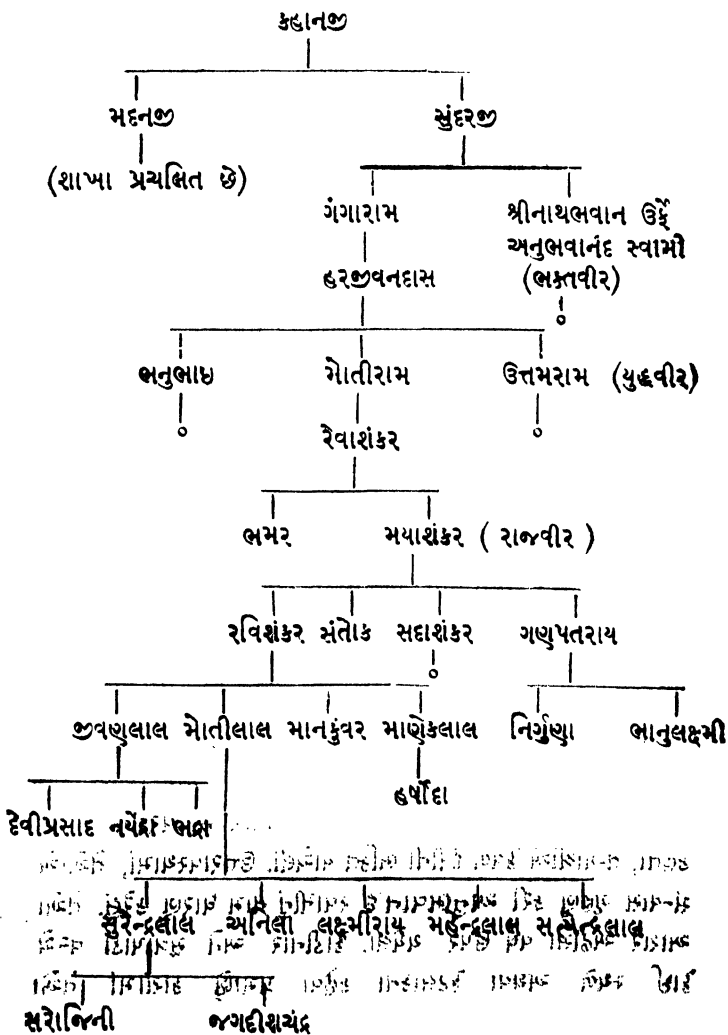 કહાનજી
મદનજી સુંદરજી
(શાખા પ્રચલિત છે)
ગંગારામ શ્રીનાથભવાન ઉર્ફે
અનુભવાનંદ સ્વામી
હરજીવનદાસ (ભક્તવીર)
ભનુભાઇ મોતીરામ ઉત્તમરામ (યુદ્ધવીર)
રેવાશંકર
ભમર મયાશંકર ( રાજવીર )
રવિશંકર સંતોક સદાશંકર ગણપતરાય
જીવણલાલ મોતીલાલ માનકુંવર માણેકલાલ નિર્ગુણા ભાનુલક્ષ્મી
હર્ષોદા
દેવીપ્રસાદ
સુરેન્દ્રલાલ અનિલા લક્ષ્મીરાય મહેન્દ્રલાલ
સરોજિની જગદીશચંદ્ર